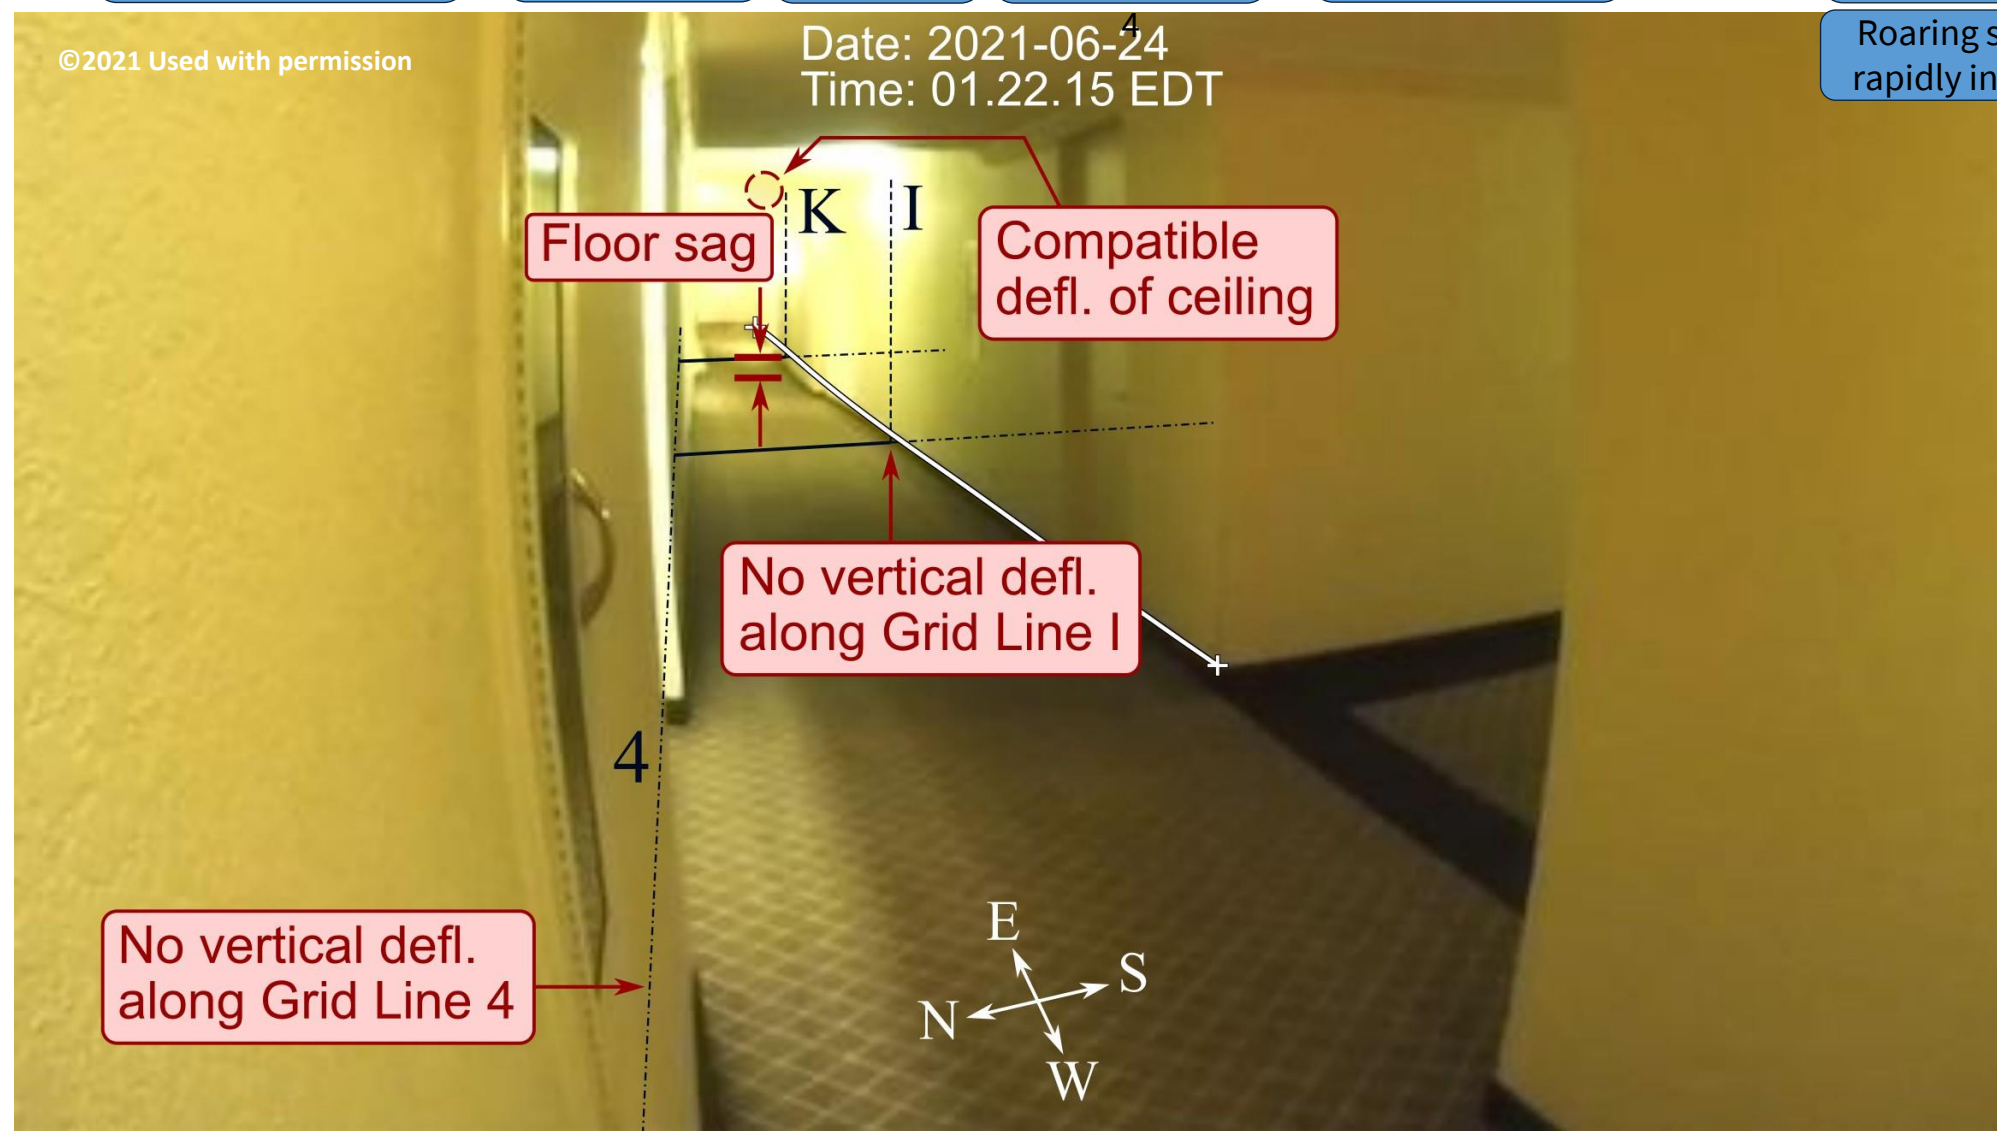 4
Roaring s
rapidly in
©2021 Used with permission
Date: 2021-06-24
Time: 01.22.15 EDT
K
I
Floor sag
Compatible
defl. of ceiling
No vertical defl.
along Grid Line I
4
No vertical defl.
along Grid Line 4
E
S
N
W